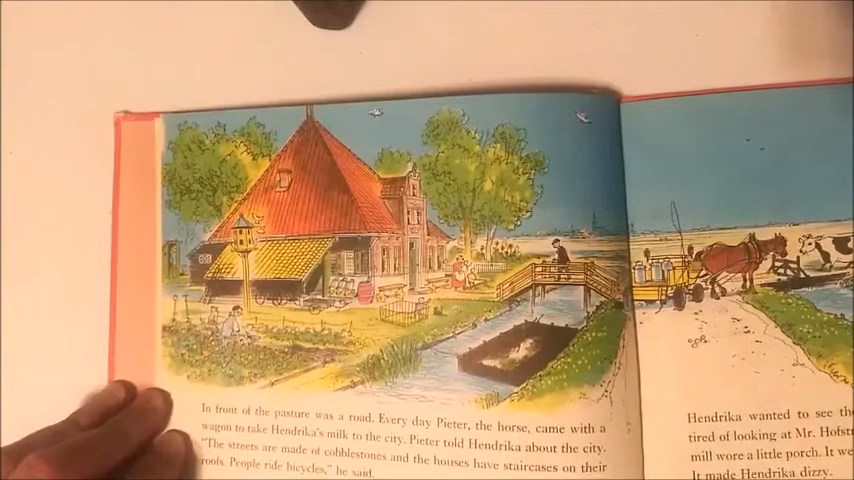 In front of the pasture was a road. Every day Pieter, the horse, came with his
wagon to take Hendrika's milk to the city. Pieter told Hendrika about the city.
"The streets are made of cobblestones and the houses have staircases on their
roofs. People ride bicycles," he said.
Hendrika wanted to see the
tired of looking at Mr. Hofst
mill wore a little porch. It we
It made Hendrika dizzy.